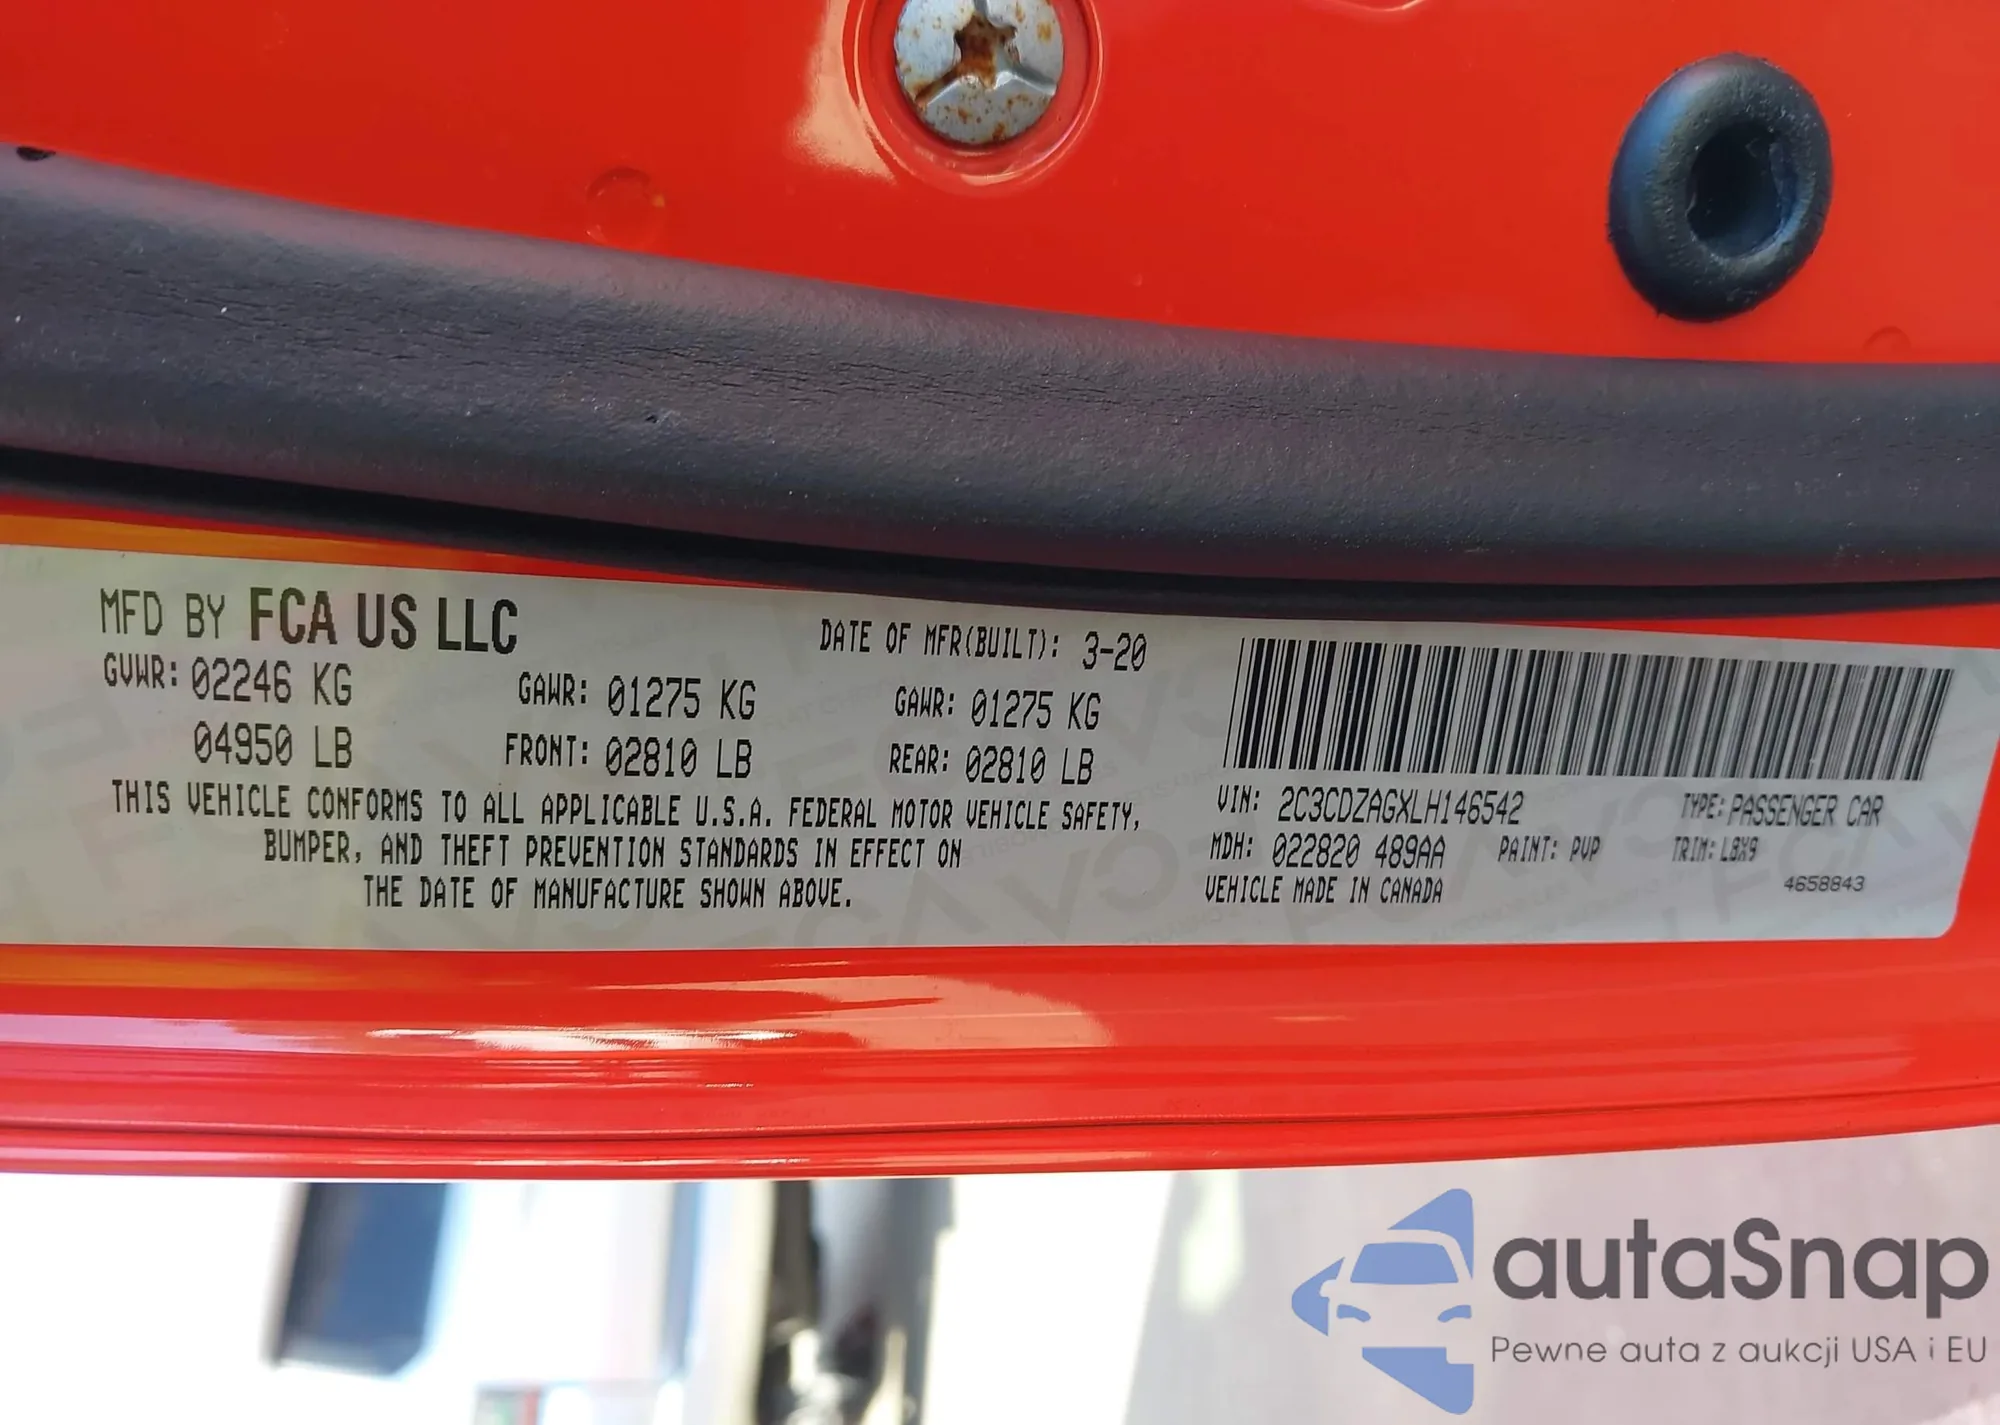 MFD BY FCA US LLC
DATE OF MFR(BUILT): 3-20
GVWR: 02246 KG
04950 LB
GAWR: 01275 KG
FRONT: 02810 LB
GAWR: 01275 KG
REAR: 02810 LB
THIS VEHICLE CONFORMS TO ALL APPLICABLE U.S.A. FEDERAL MOTOR VEHICLE SAFETY,
BUMPER, AND THEFT PREVENTION STANDARDS IN EFFECT ON
THE DATE OF MANUFACTURE SHOWN ABOVE.
VIN: 2C3CDZAGXLH146542 TYPE: PASSENGER CAR
MDH: 022820 489AA PAINT: PVP TRIM: L8X9
VEHICLE MADE IN CANADA
4658843
autaSnap
Pewne auta z aukcji USA i EU